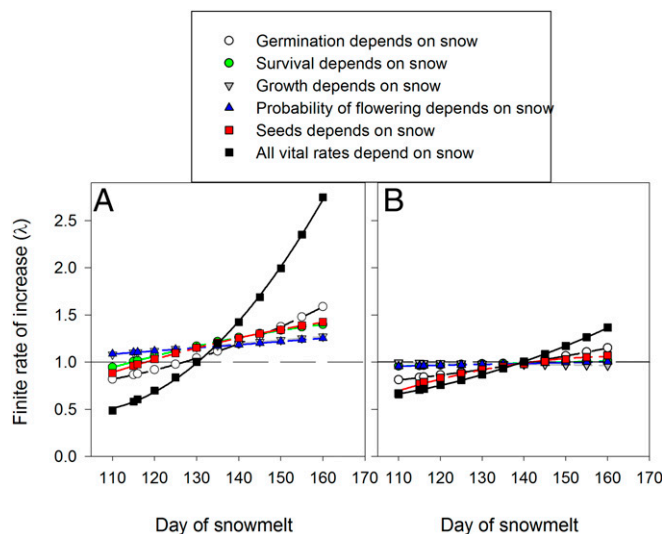 Germination depends on snow
Survival depends on snow
Growth depends on snow
Probability of flowering depends on snow
Seeds depends on snow
All vital rates depend on snow
A
B
Finite rate of increase (λ)
2.5
2.0
1.5
1.0
0.5
0.0
110 120 130 140 150 160 170
110 120 130 140 150 160 170
Day of snowmelt
Day of snowmelt